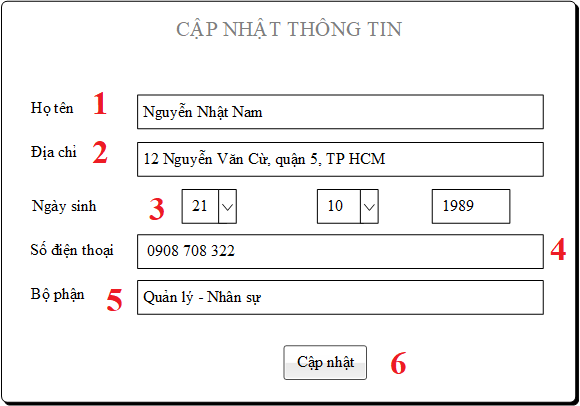 CẬP NHẬT THÔNG TIN
Họ tên 1 Nguyễn Nhật Nam
Địa chỉ 2 12 Nguyễn Văn Cừ, quận 5, TP HCM
Ngày sinh 3 21 10 1989
Số điện thoại 0908 708 322 4
Bộ phận 5 Quản lý - Nhân sự
Cập nhật 6